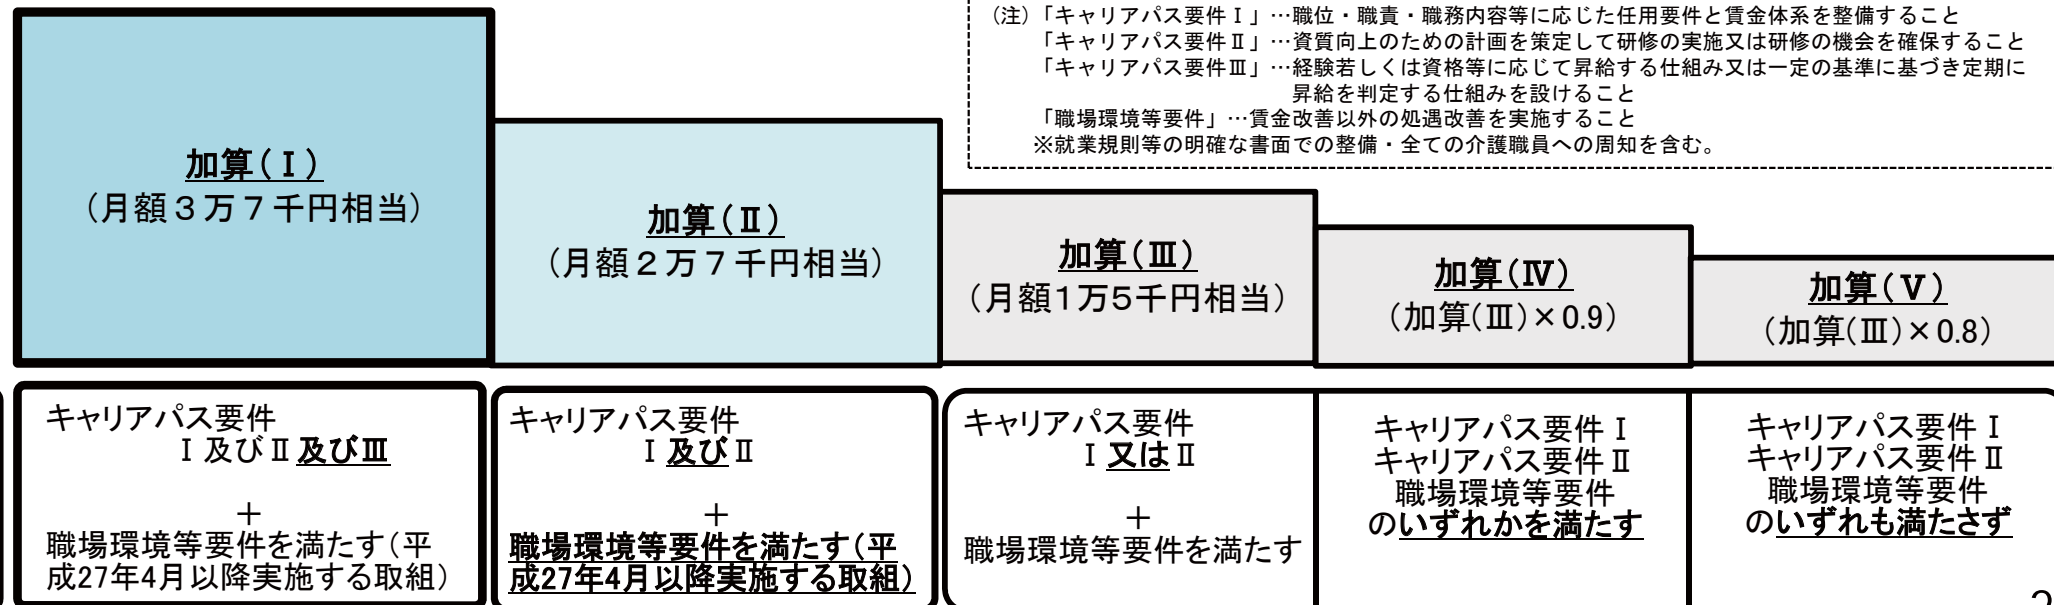 (注)「キャリアパス要件Ⅰ」…職位・職責・職務内容等に応じた任用要件と賃金体系を整備すること
「キャリアパス要件Ⅱ」…資質向上のための計画を策定して研修の実施又は研修の機会を確保すること
「キャリアパス要件Ⅲ」…経験若しくは資格等に応じて昇給する仕組み又は一定の基準に基づき定期に
昇給を判定する仕組みを設けること
「職場環境等要件」…賃金改善以外の処遇改善を実施すること
※就業規則等の明確な書面での整備・全ての介護職員への周知を含む。
加算(Ⅰ)
(月額3万7千円相当)
加算(Ⅱ)
(月額2万7千円相当)
加算(Ⅲ)
(月額1万5千円相当)
加算(Ⅳ)
(加算(Ⅲ)×0.9)
加算(Ⅴ)
(加算(Ⅲ)×0.8)
キャリアパス要件
Ⅰ及びⅡ及びⅢ
+
職場環境等要件を満たす(平
成27年4月以降実施する取組)
キャリアパス要件
Ⅰ及びⅡ
+
職場環境等要件を満たす(平
成27年4月以降実施する取組)
キャリアパス要件
Ⅰ又はⅡ
+
職場環境等要件を満たす
キャリアパス要件Ⅰ
キャリアパス要件Ⅱ
職場環境等要件
のいずれかを満たす
キャリアパス要件Ⅰ
キャリアパス要件Ⅱ
職場環境等要件
のいずれも満たさず